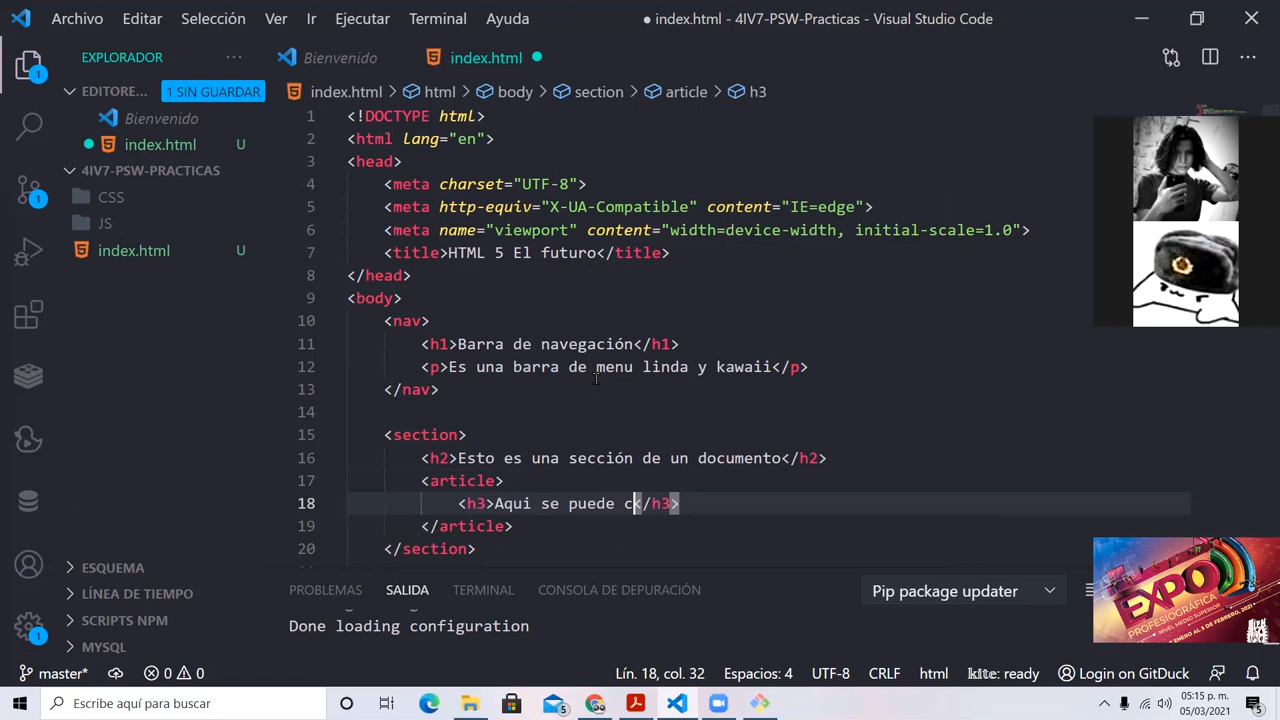 Archivo Editar Selección Ver Ir Ejecutar Terminal Ayuda
● index.html - 4IV7-PSW-Practicas - Visual Studio Code
EXPLORADOR
Bienvenido
index.html
EDITORE...
1 SIN GUARDAR
Bienvenido
index.html U
4IV7-PSW-PRACTICAS
CSS
JS
index.html U
ESQUEMA
LÍNEA DE TIEMPO
SCRIPTS NPM
MYSQL
index.html > html > body > section > article > h3
1 <!DOCTYPE html>
2 <html lang="en">
3 <head>
4 <meta charset="UTF-8">
5 <meta http-equiv="X-UA-Compatible" content="IE=edge">
6 <meta name="viewport" content="width=device-width, initial-scale=1.0">
7 <title>HTML 5 El futuro</title>
8 </head>
9 <body>
10 <nav>
11 <h1>Barra de navegación</h1>
12 <p>Es una barra de menu linda y kawaii</p>
13 </nav>
14
15 <section>
16 <h2>Esto es una sección de un documento</h2>
17 <article>
18 <h3>Aqui se puede c</h3>
19 </article>
20 </section>
PROBLEMAS SALIDA TERMINAL CONSOLA DE DEPURACIÓN
Pip package updater
Done loading configuration
EXPO
PROFESIOGRÁFICA
NIVEL MEDIO SUPERIOR
master* 0 0
Lín. 18, col. 32 Espacios: 4 UTF-8 CRLF html kite: ready Login on GitDuck
Escribe aquí para buscar
05:15 p. m.
05/03/2021